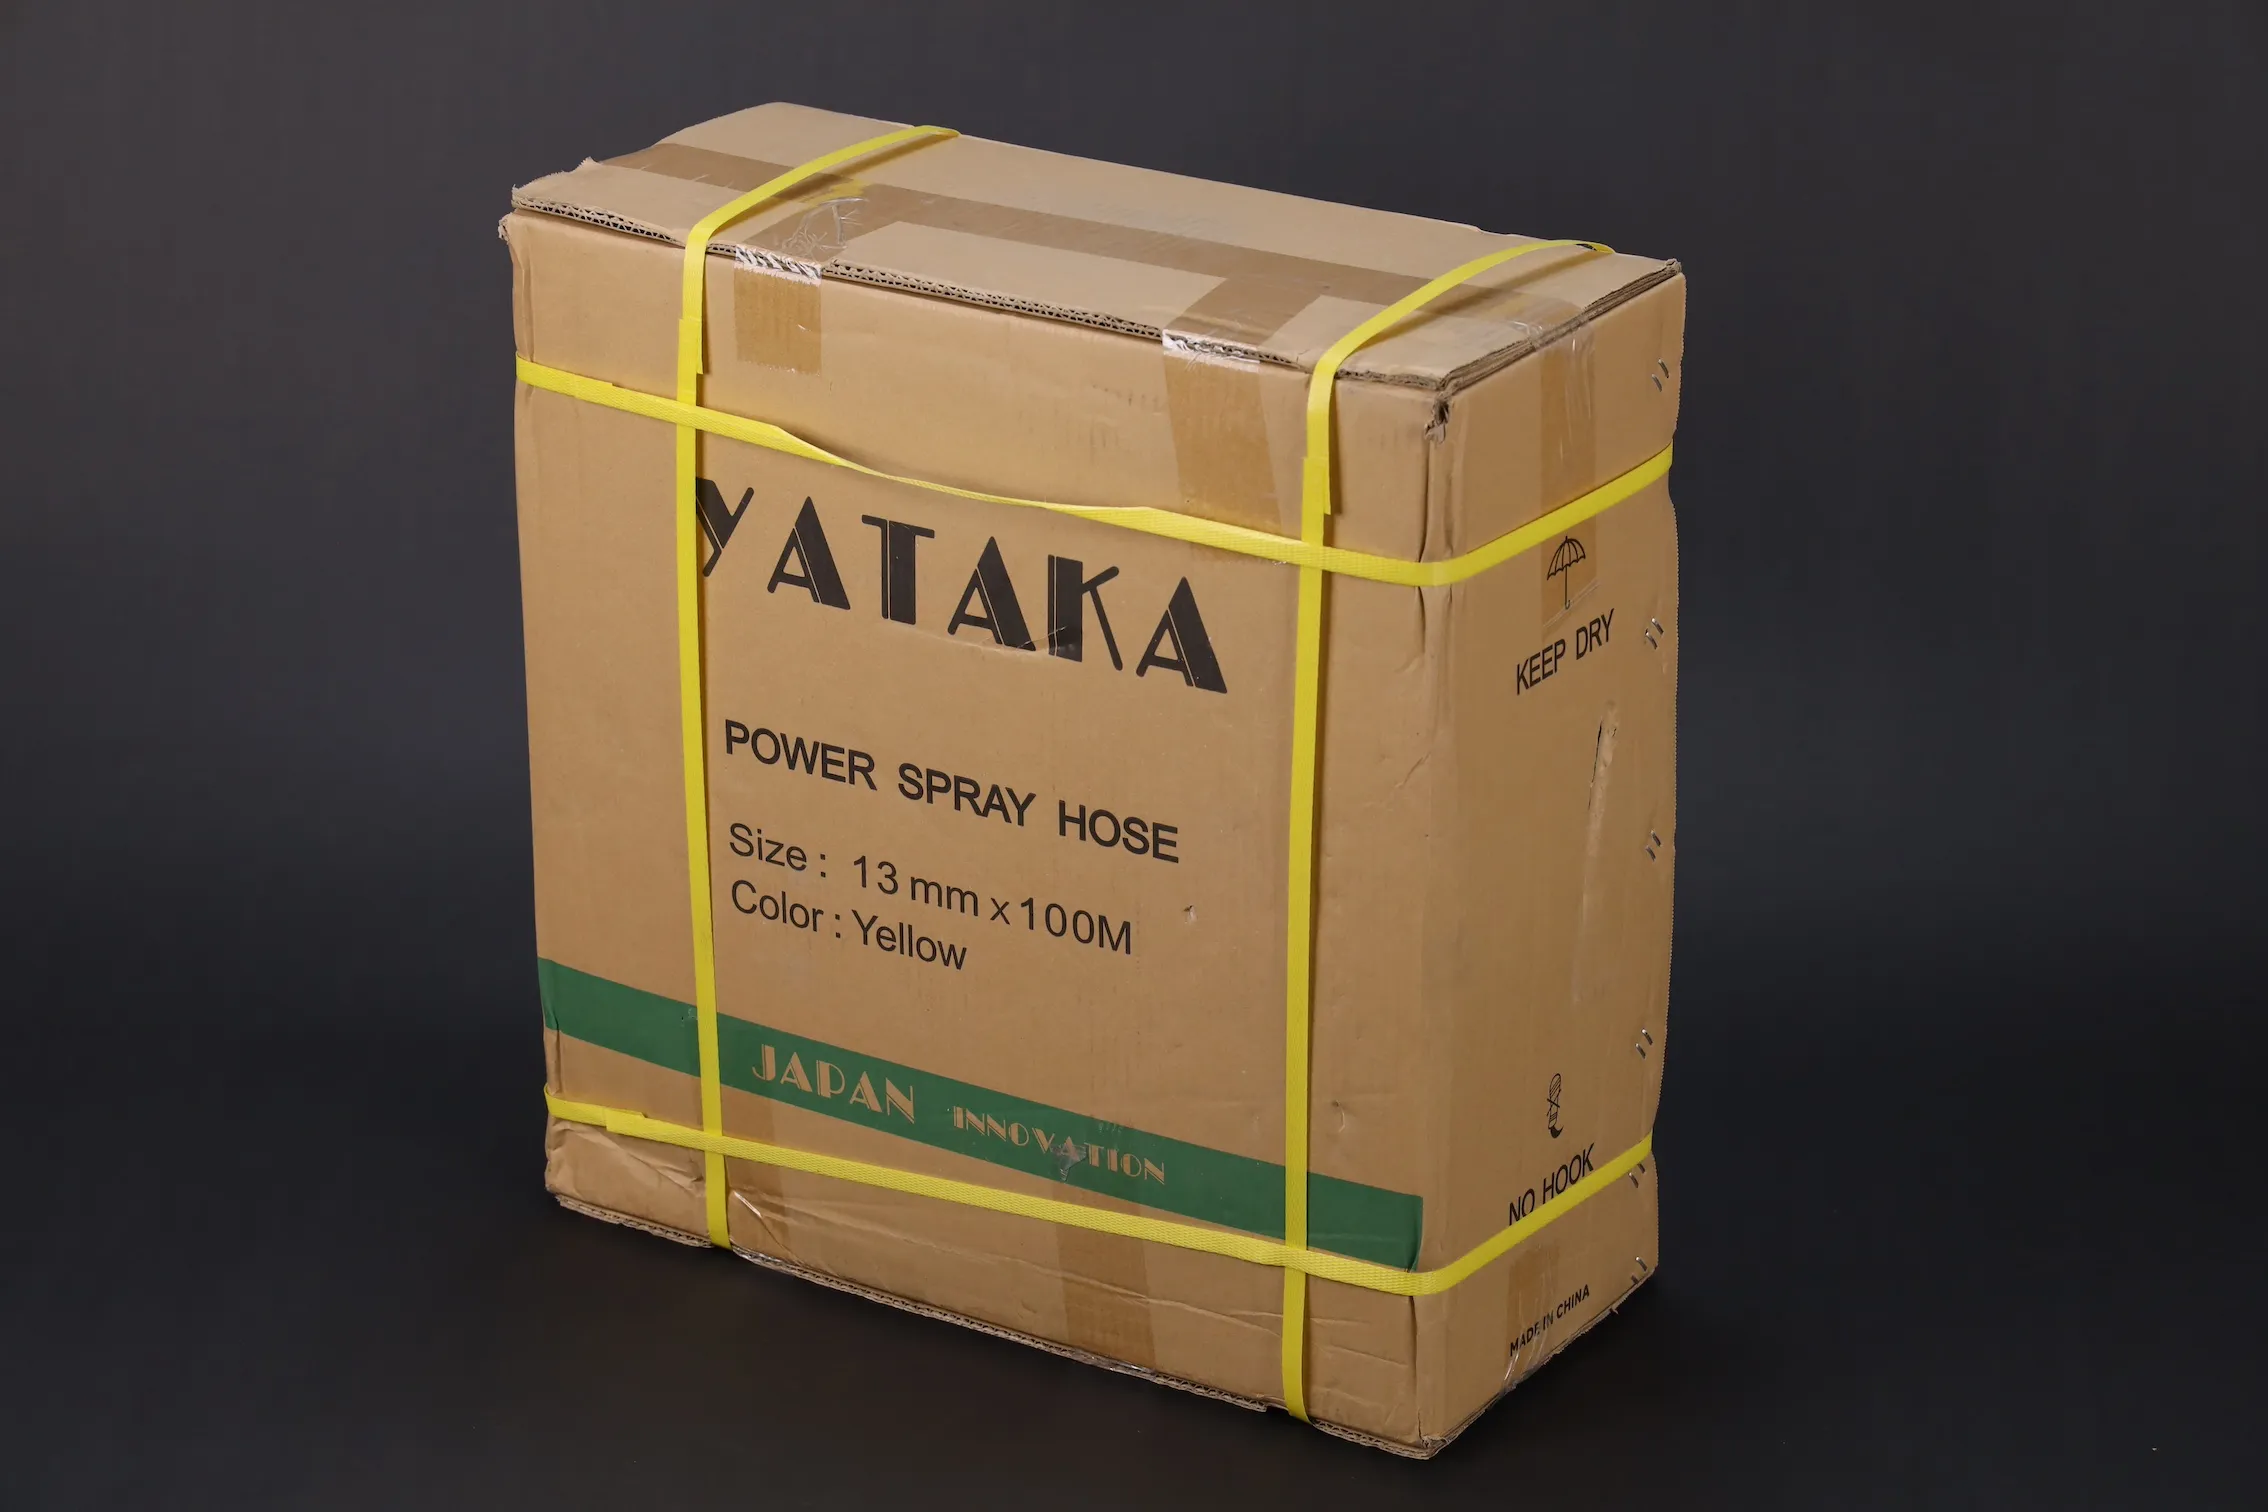 YATAKA
POWER SPRAY HOSE
Size : 13 mm x 100M
Color : Yellow
JAPAN INNOVATION
KEEP DRY
NO HOOK
MADE IN CHINA